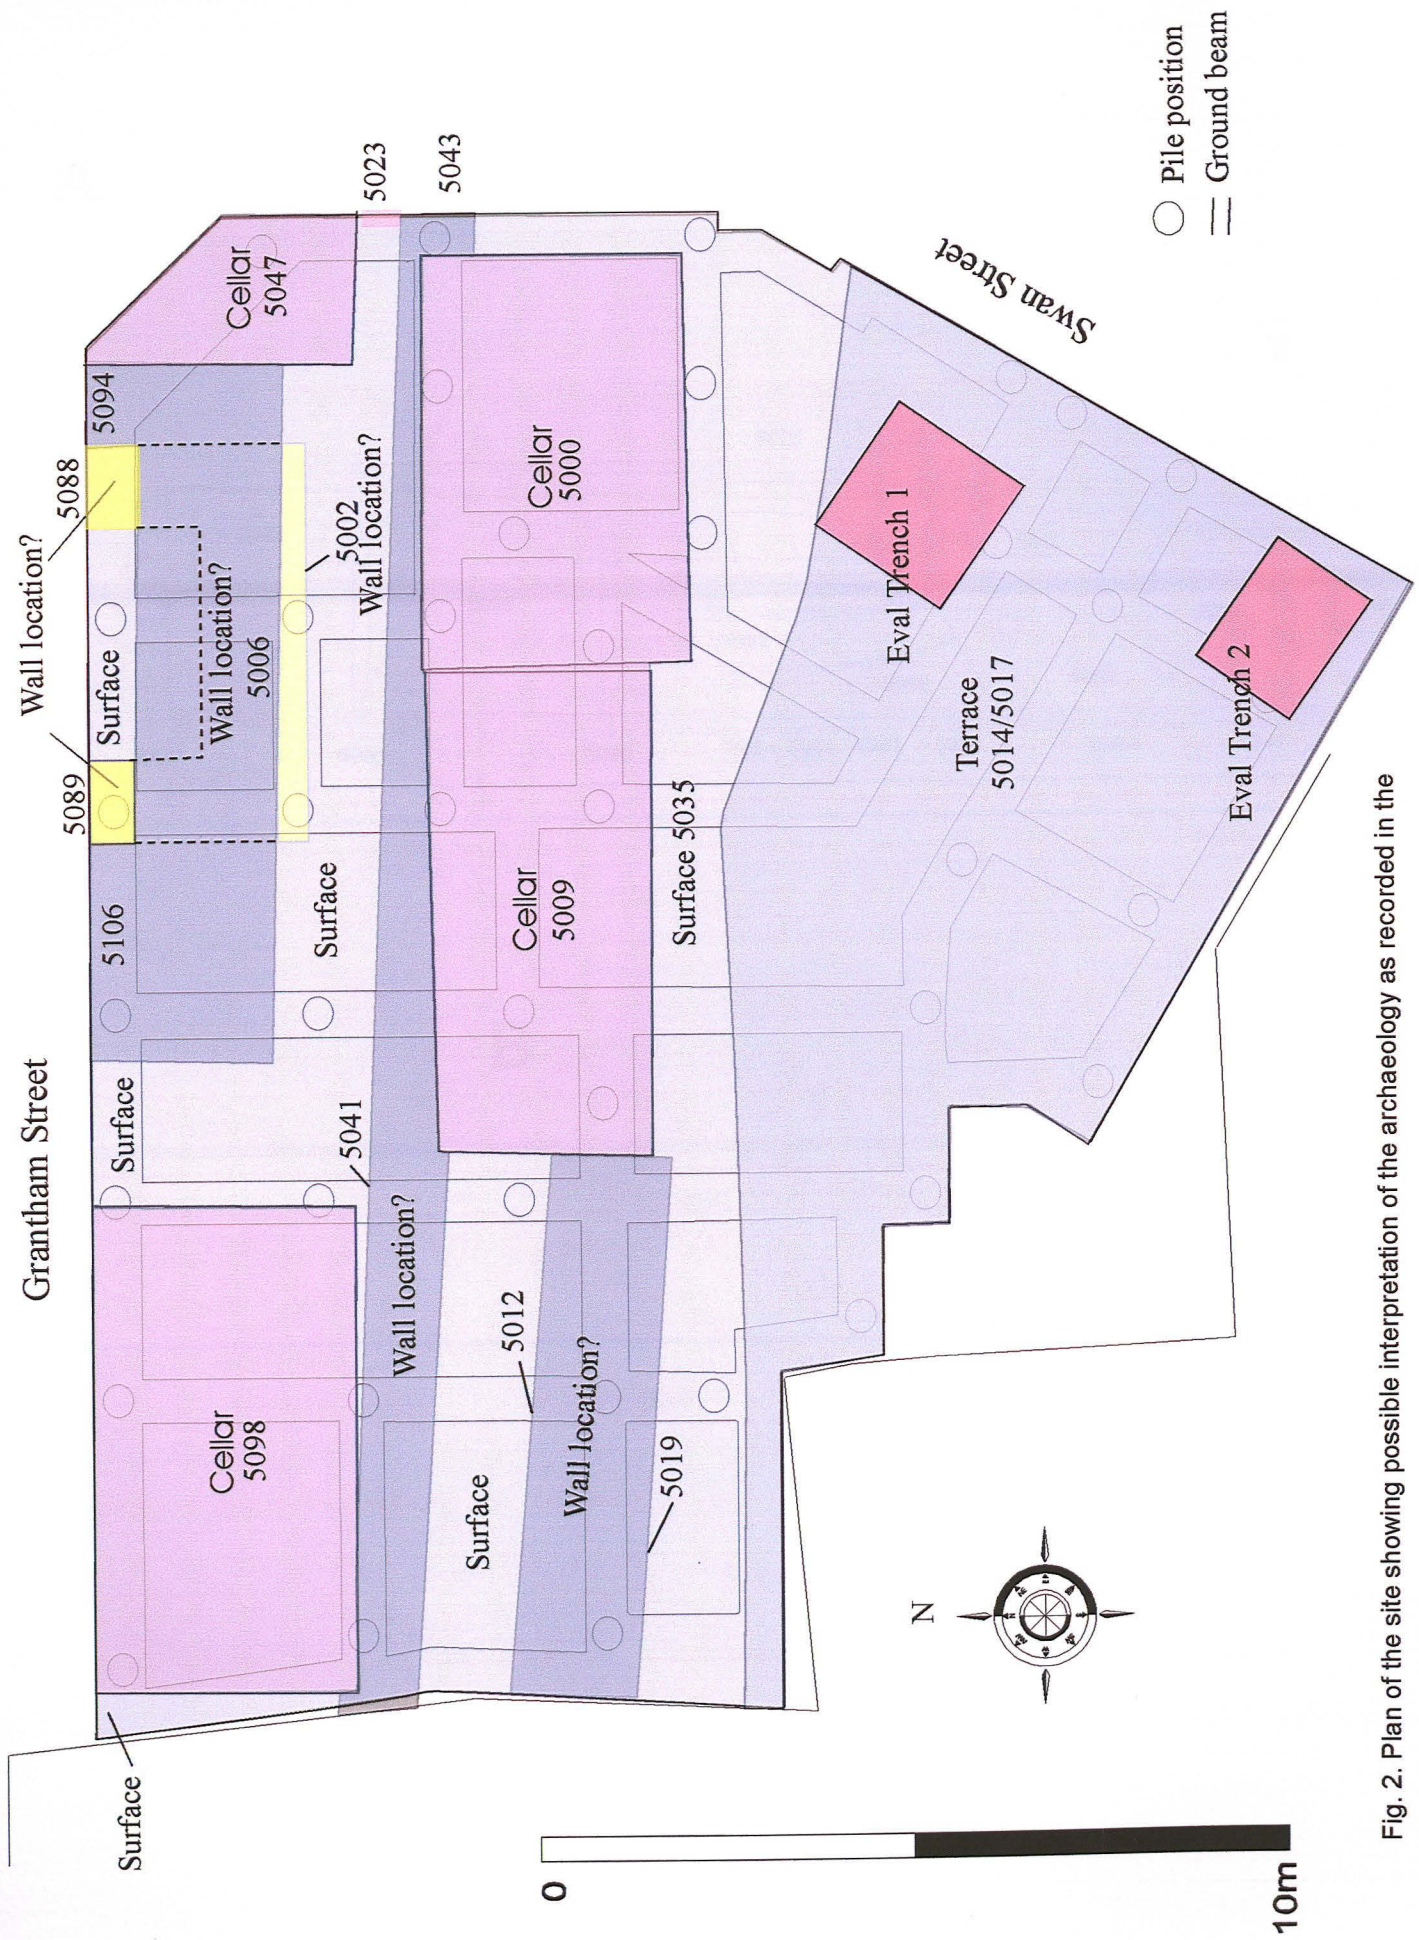 Grantham Street
Wall location?
5089
5088
Surface
5106
5094
Surface
Surface
Wall location?
5006
Cellar
5047
Cellar
5098
5041
Surface
5002
Wall location?
5023
5043
Wall location?
5012
Surface
Wall location?
5019
Cellar
5009
Cellar
5000
Surface 5035
Eval Trench 1
Terrace
5014/5017
Swan Street
Eval Trench 2
N
0
10m
Pile position
Ground beam
Fig. 2. Plan of the site showing possible interpretation of the archaeology as recorded in the